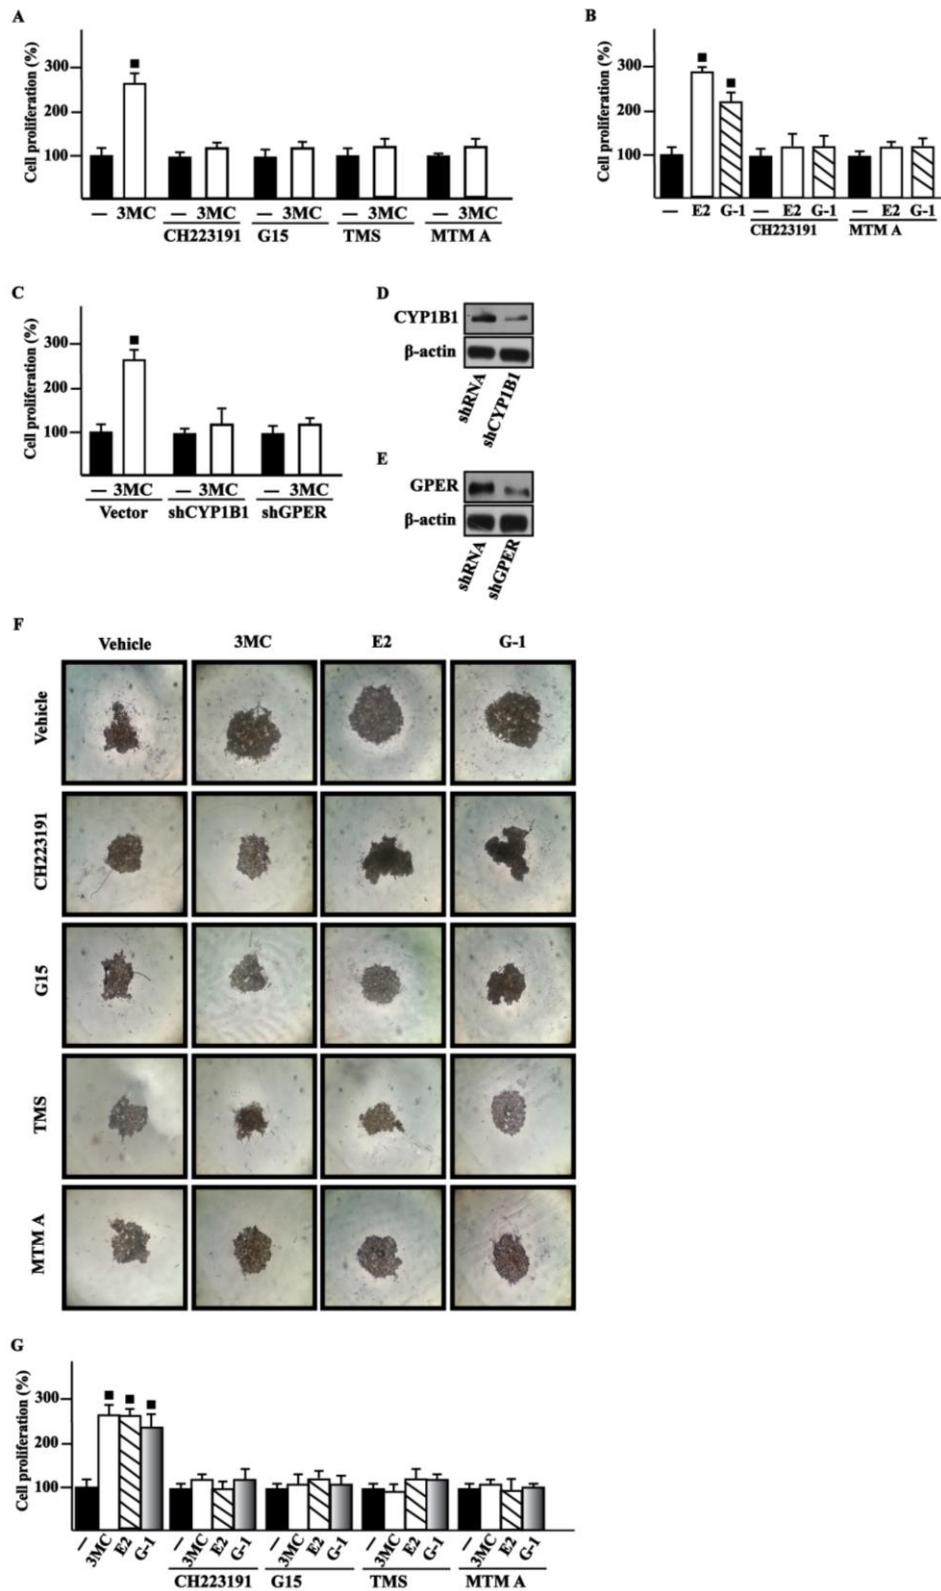 A
Cell proliferation (%)
300
200
100
— 3MC — 3MC — 3MC — 3MC — 3MC
CH223191 G15 TMS MTM A
B
Cell proliferation (%)
300
200
100
— E2 G-1 — E2 G-1 — E2 G-1
CH223191 MTM A
C
Cell proliferation (%)
300
200
100
— 3MC — 3MC — 3MC
Vector shCYP1B1 shGPER
D
CYP1B1
β-actin
shRNA
shCYP1B1
E
GPER
β-actin
shRNA
shGPER
F
Vehicle 3MC E2 G-1
Vehicle
CH223191
G15
TMS
MTM A
G
Cell proliferation (%)
300
200
100
— 3MC E2 G-1 — 3MC E2 G-1 — 3MC E2 G-1 — 3MC E2 G-1 — 3MC E2 G-1
CH223191 G15 TMS MTM A